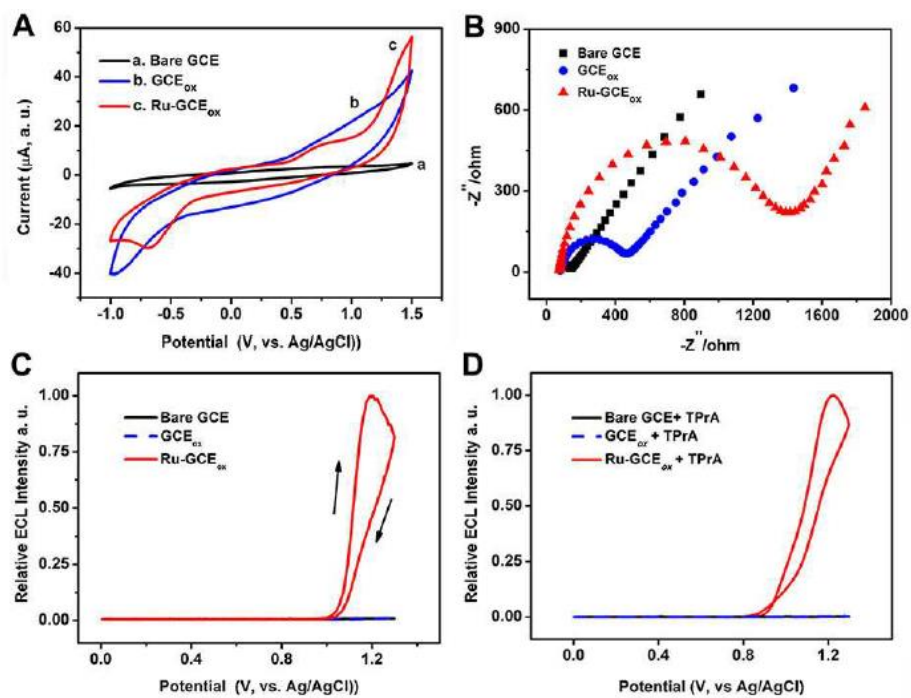 A
60
40
20
0
-20
-40
-1.0 -0.5 0.0 0.5 1.0 1.5
Current (µA, a. u.)
Potential (V, vs. Ag/AgCl))
a. Bare GCE
b. GCEox
c. Ru-GCEox
c
b
a
B
900
600
300
0
0 400 800 1200 1600 2000
-Z''/ohm
-Z''/ohm
Bare GCE
GCEox
Ru-GCEox
C
1.00
0.75
0.50
0.25
0.00
0.0 0.4 0.8 1.2
Relative ECL Intensity a. u.
Potential (V, vs. Ag/AgCl))
Bare GCE
GCEox
Ru-GCEox
D
1.00
0.75
0.50
0.25
0.00
0.0 0.4 0.8 1.2
Relative ECL Intensity a. u.
Potential (V, vs Ag/AgCl))
Bare GCE+ TPrA
GCEox + TPrA
Ru-GCEox + TPrA